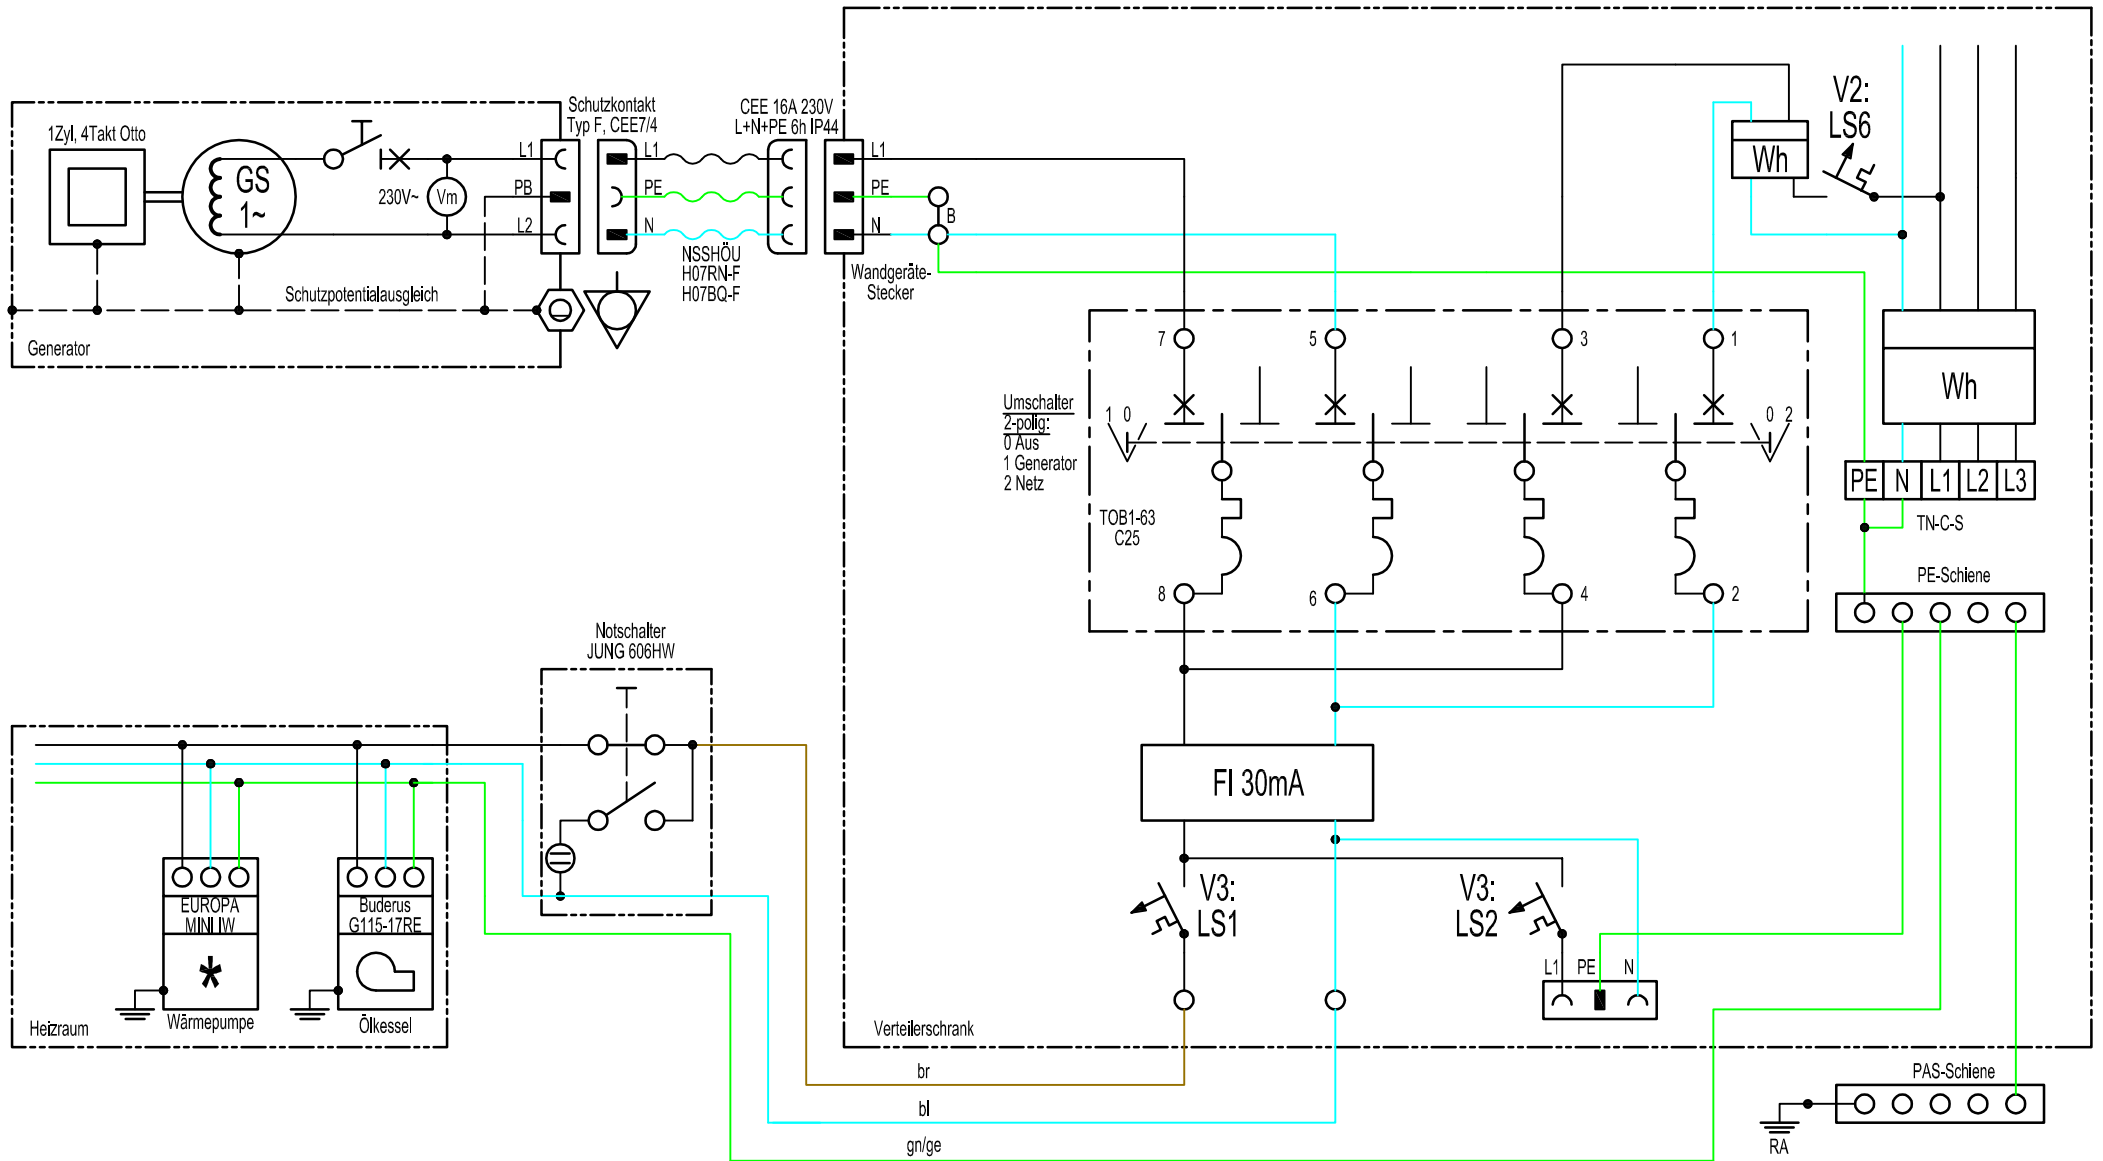 1Zyl, 4Takt Otto
GS
1~
230V~
Vm
L1
PB
L2
Schutzpotentialausgleich
Generator
Schutzkontakt
Typ F, CEE7/4
L1
PE
N
NSSHÖU
H07RN-F
H07BQ-F
CEE 16A 230V
L+N+PE 6h IP44
L1
PE
N
B
Wandgeräte-
Stecker
V2:
LS6
Wh
Wh
7
5
3
1
Umschalter
2-polig:
0 Aus
1 Generator
2 Netz
1 0
0 2
TOB1-63
C25
8
6
4
2
PE N L1 L2 L3
TN-C-S
PE-Schiene
Notschalter
JUNG 606HW
FI 30mA
V3:
LS1
V3:
LS2
L1 PE N
EUROPA
MINI IW
Wärmepumpe
Buderus
G115-17RE
Ölkessel
Heizraum
Verteilerschrank
br
bl
gn/ge
PAS-Schiene
RA